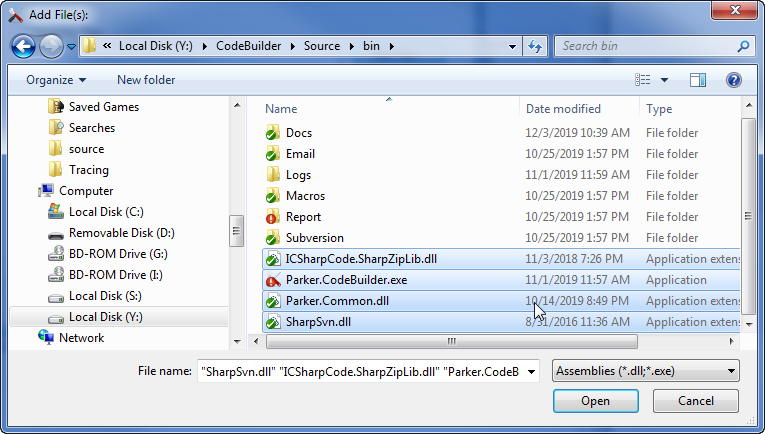 Add File(s):
« Local Disk (Y:) CodeBuilder Source bin
Search bin
Organize New folder
Saved Games
Searches
source
Tracing
Computer
Local Disk (C:)
Removable Disk (D:)
BD-ROM Drive (G:)
BD-ROM Drive (I:)
Local Disk (S:)
Local Disk (Y:)
Network
Name Date modified Type
Docs 12/3/2019 10:39 AM File folder
Email 10/25/2019 1:57 PM File folder
Logs 11/1/2019 11:59 AM File folder
Macros 10/25/2019 1:57 PM File folder
Report 10/25/2019 1:57 PM File folder
Subversion 10/25/2019 1:57 PM File folder
ICSharpCode.SharpZipLib.dll 11/3/2018 7:26 PM Application exten
Parker.CodeBuilder.exe 11/1/2019 11:57 AM Application
Parker.Common.dll 10/14/2019 8:49 PM Application exten
SharpSvn.dll 8/31/2016 11:36 AM Application exten
File name: "SharpSvn.dll" "ICSharpCode.SharpZipLib.dll" "Parker.CodeB
Assemblies (*.dll;*.exe)
Open Cancel